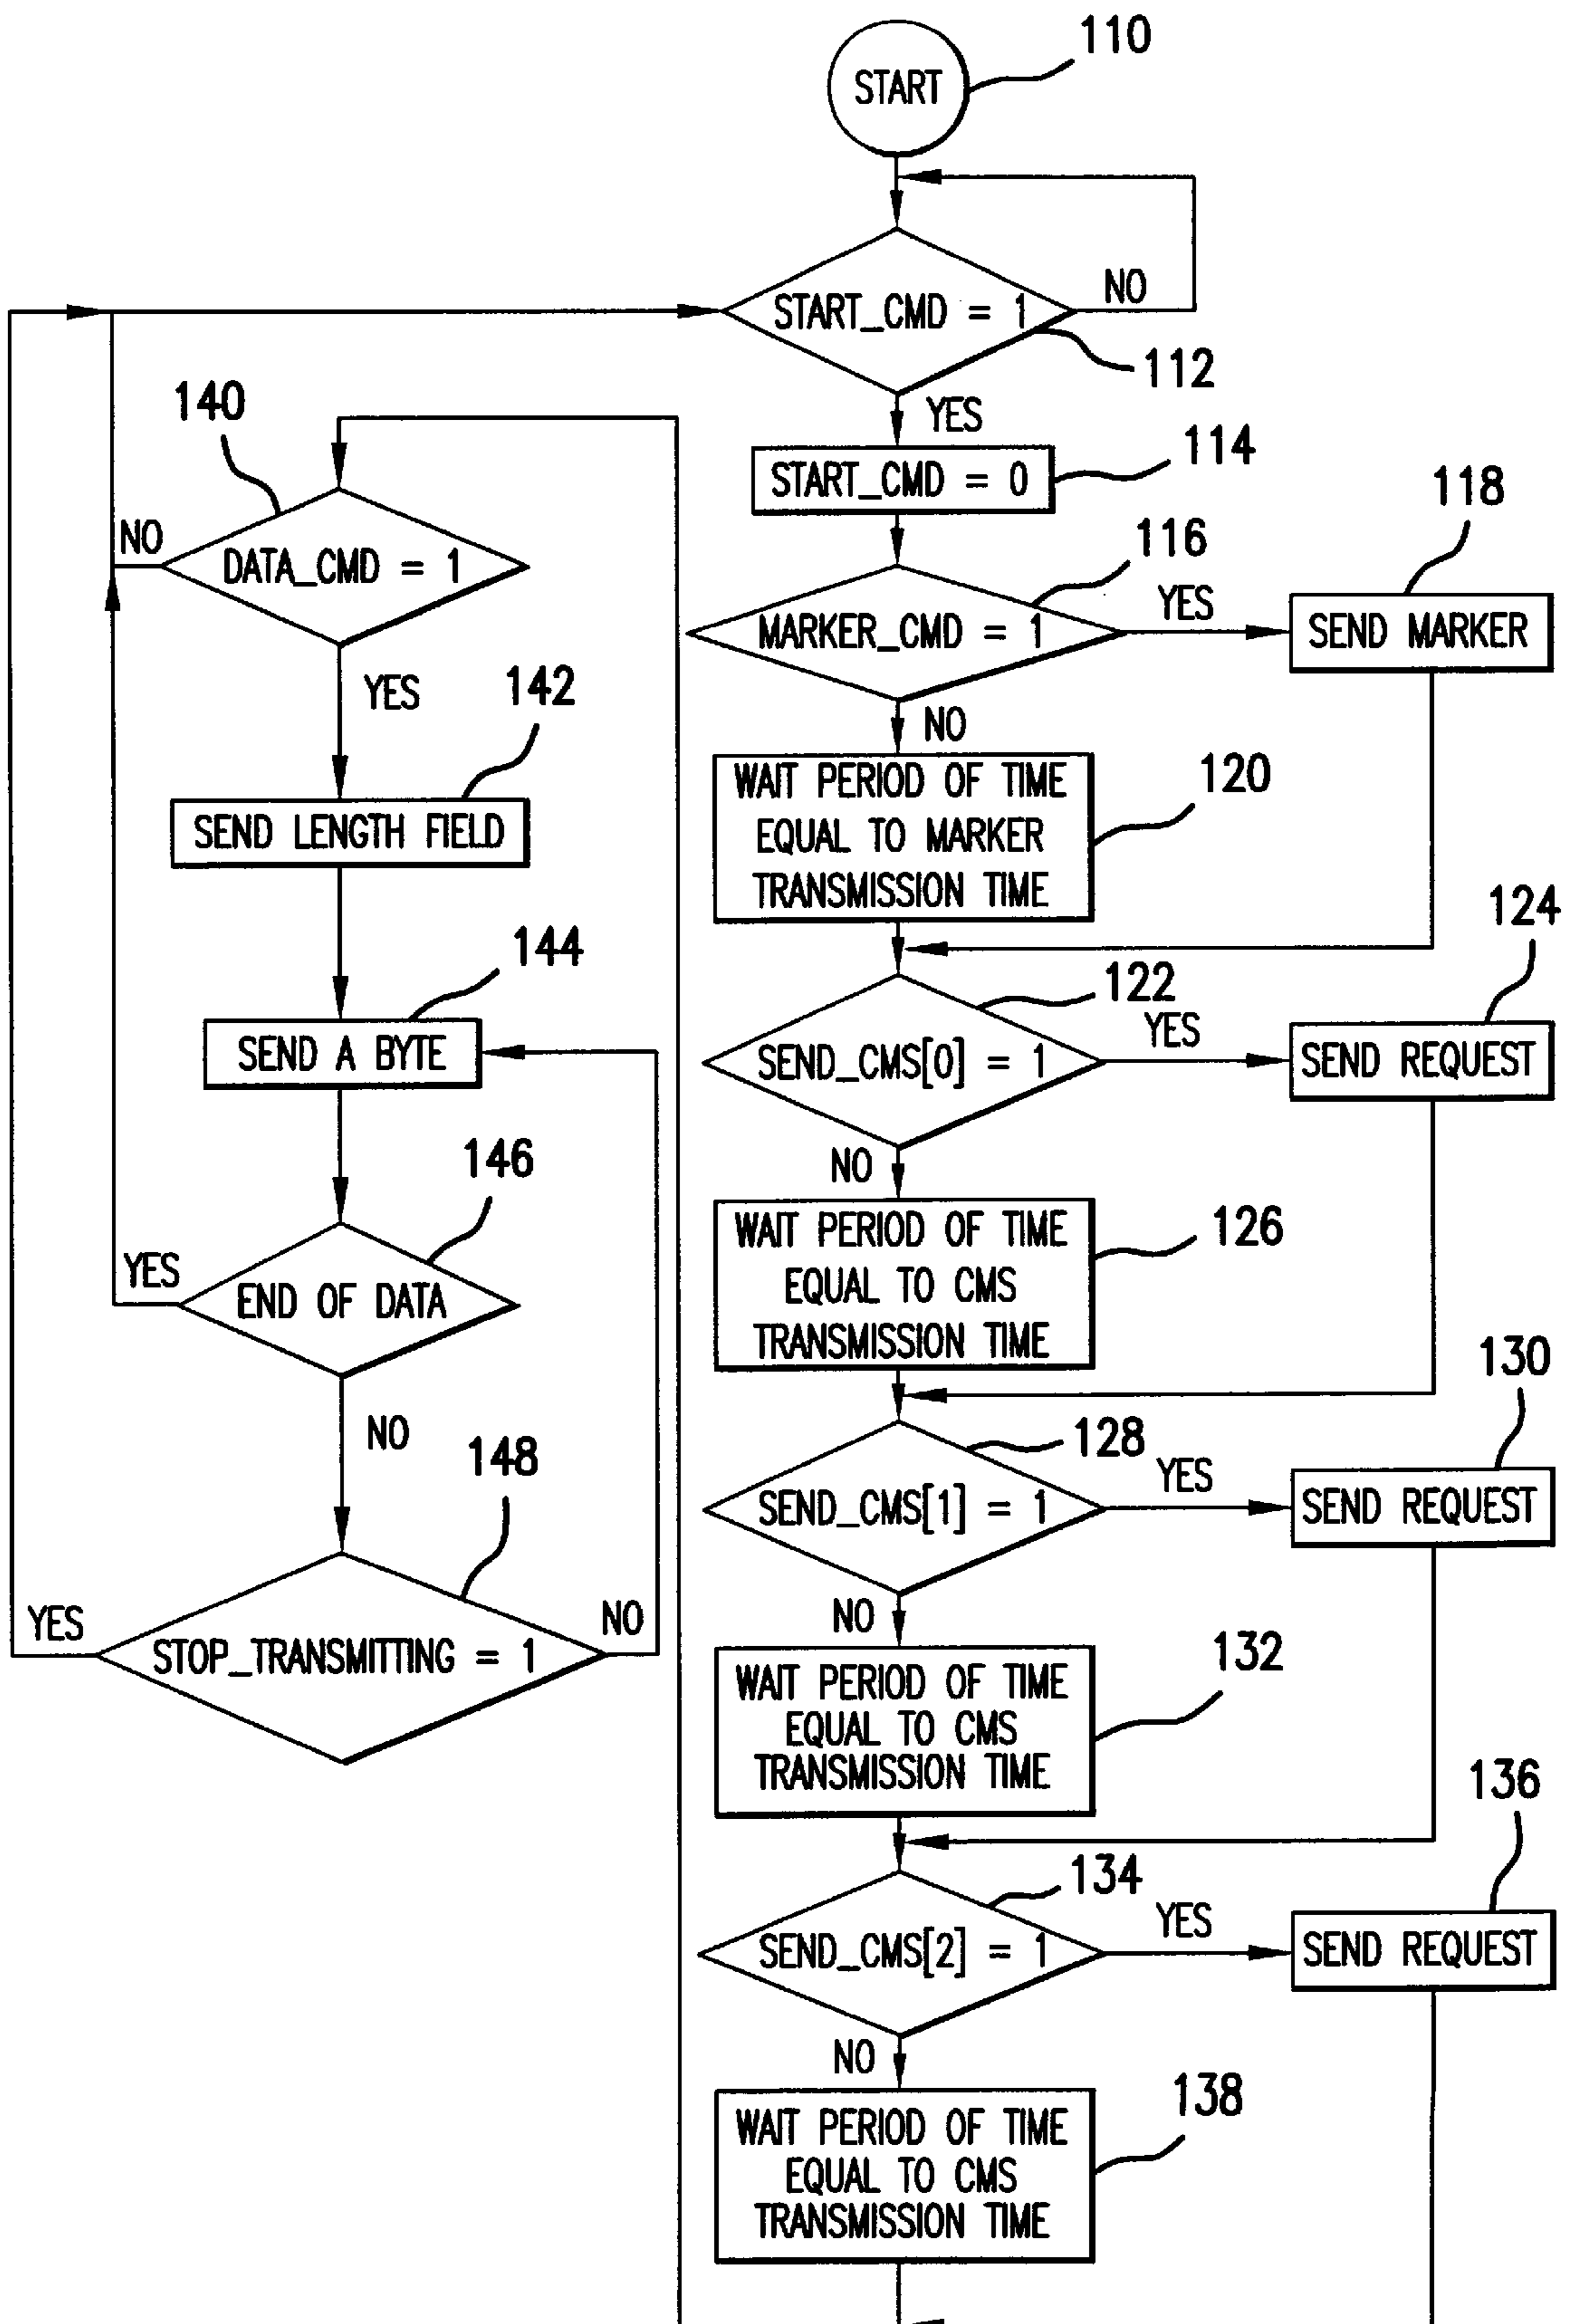 110
START
NO
START_CMD = 1
112
YES
114
START_CMD = 0
116
118
MARKER_CMD = 1
YES
SEND MARKER
NO
120
WAIT PERIOD OF TIME
EQUAL TO MARKER
TRANSMISSION TIME
122
124
SEND_CMS[0] = 1
YES
SEND REQUEST
NO
126
WAIT PERIOD OF TIME
EQUAL TO CMS
TRANSMISSION TIME
128
130
SEND_CMS[1] = 1
YES
SEND REQUEST
NO
132
WAIT PERIOD OF TIME
EQUAL TO CMS
TRANSMISSION TIME
134
136
SEND_CMS[2] = 1
YES
SEND REQUEST
NO
138
WAIT PERIOD OF TIME
EQUAL TO CMS
TRANSMISSION TIME
140
NO
DATA_CMD = 1
YES
142
SEND LENGTH FIELD
144
SEND A BYTE
146
YES
END OF DATA
NO
148
YES
STOP_TRANSMITTING = 1
NO